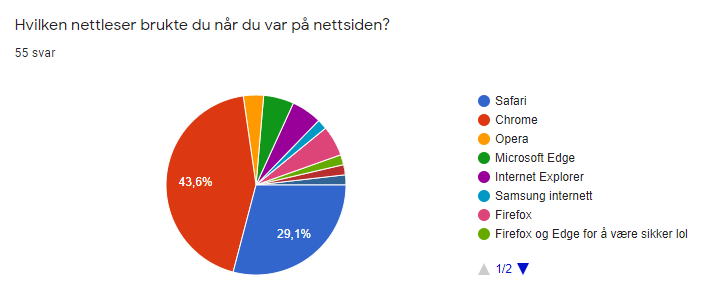 Hvilken nettleser brukte du når du var på nettsiden?
55 svar
43,6%
29,1%
Safari
Chrome
Opera
Microsoft Edge
Internet Explorer
Samsung internett
Firefox
Firefox og Edge for å være sikker lol
1/2